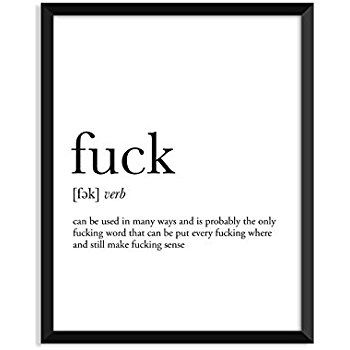 fuck
[fək] verb
can be used in many ways and is probably the only
fucking word that can be put every fucking where
and still make fucking sense